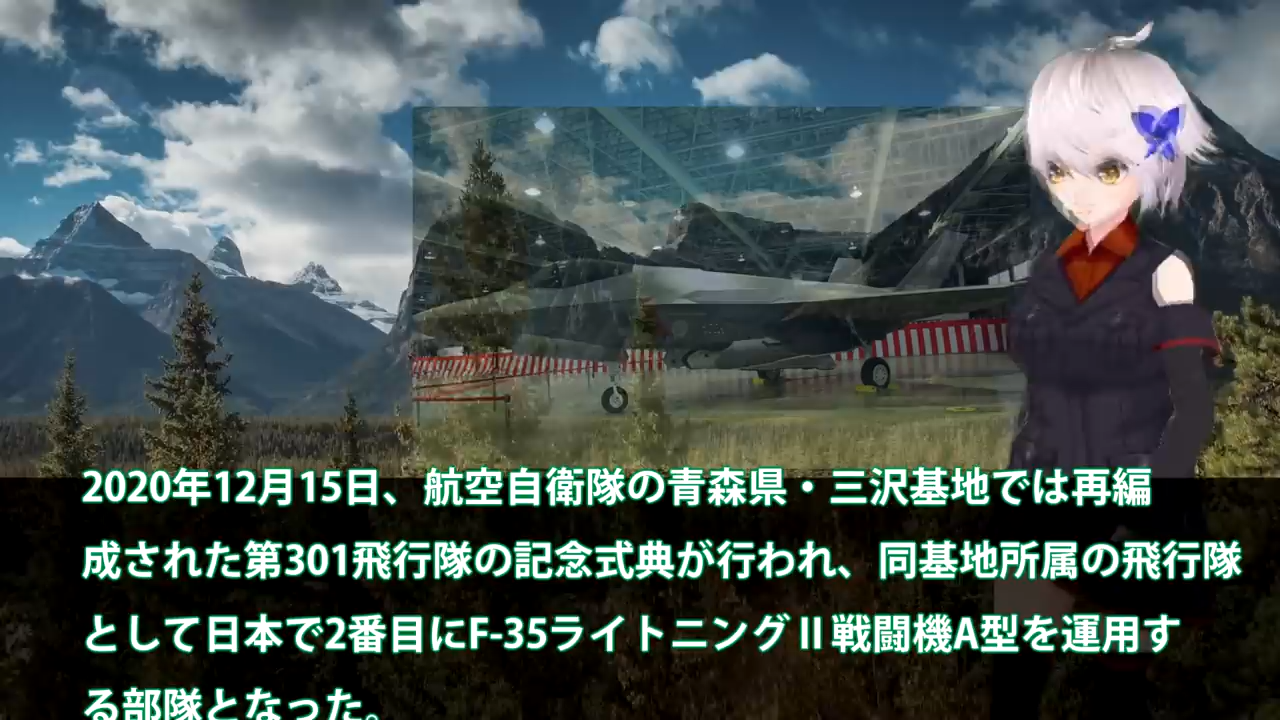 2020年12月15日、航空自衛隊の青森県・三沢基地では再編
成された第301飛行隊の記念式典が行われ、同基地所属の飛行隊
として日本で2番目にF-35ライトニングⅡ戦闘機A型を運用す
る部隊となった。